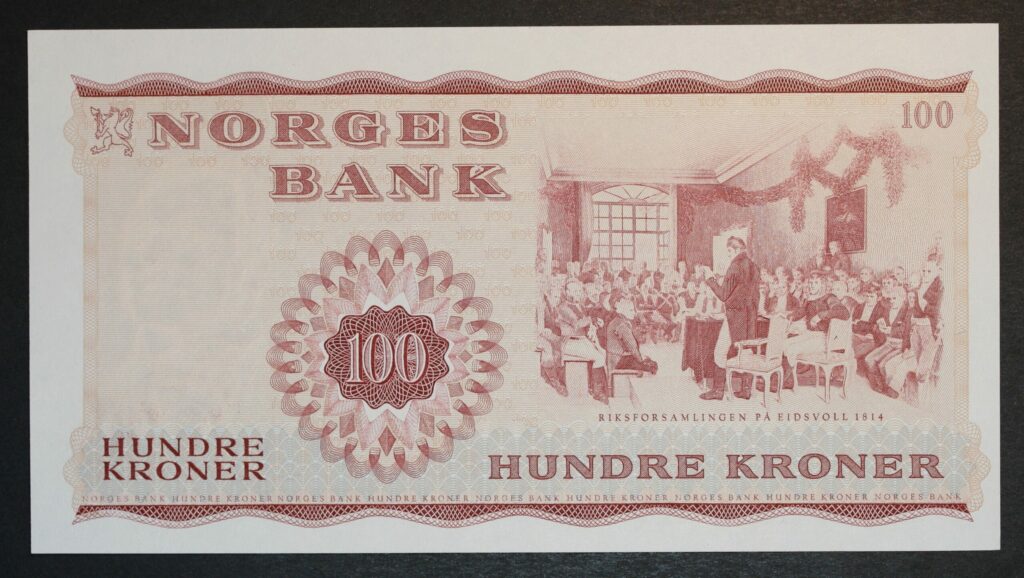 NORGES
BANK
100
100
RIKSFORSAMLINGEN PÅ EIDSVOLL 1814
HUNDRE
KRONER
HUNDRE KRONER
NORGES BANK HUNDRE KRONER NORGES BANK HUNDRE KRONER NORGES BANK HUNDRE KRONER NORGES BANK HUNDRE KRONER NORGES BANK